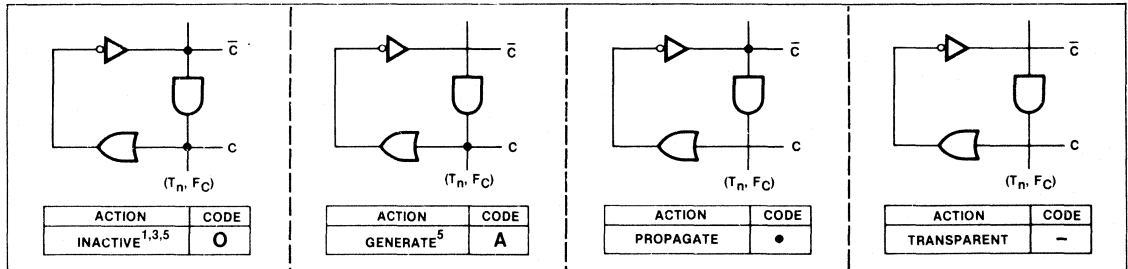 C̅
C
(Tn, FC)
ACTION CODE
INACTIVE1,3,5 O
C̅
C
(Tn, FC)
ACTION CODE
GENERATE5 A
C̅
C
(Tn, FC)
ACTION CODE
PROPAGATE •
C̅
C
(Tn, FC)
ACTION CODE
TRANSPARENT –